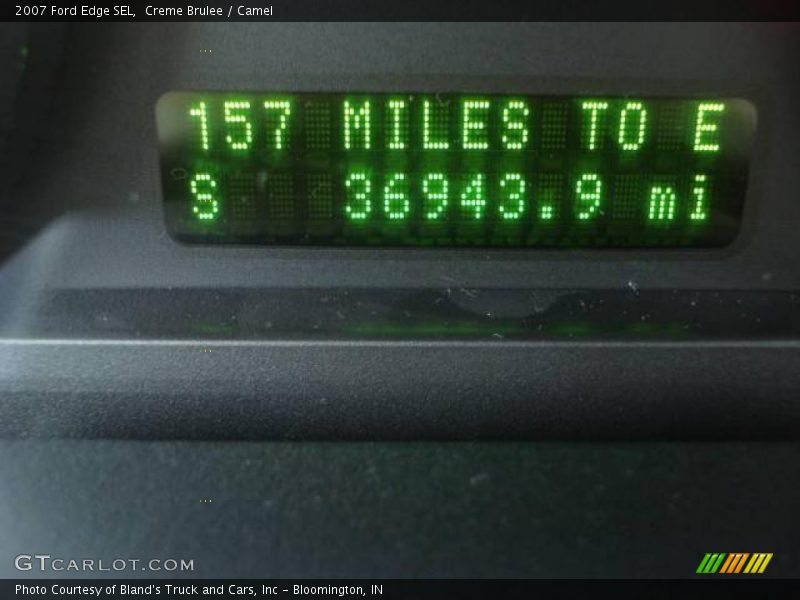 2007 Ford Edge SEL,  Creme Brulee / Camel
157 MILES TO E
S 36943.9 mi
GTCARLOT.COM
Photo Courtesy of Bland's Truck and Cars, Inc - Bloomington, IN